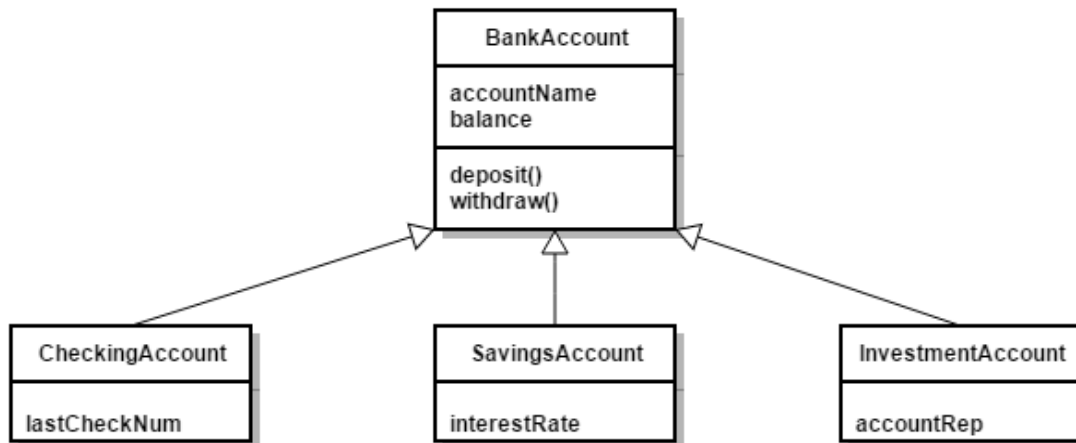 BankAccount
accountName
balance
deposit()
withdraw()
CheckingAccount
SavingsAccount
InvestmentAccount
lastCheckNum
interestRate
accountRep